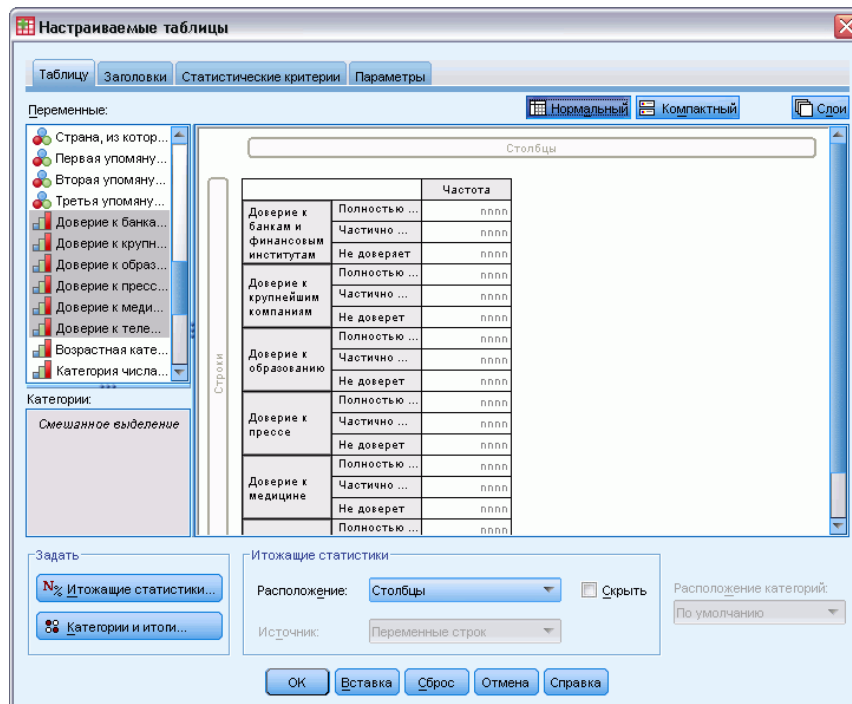 Настраиваемые таблицы
Таблицу Заголовки Статистические критерии Параметры
Переменные:
Нормальный Компактный Слои
Страна, из котор...
Первая упомяну...
Вторая упомяну...
Третья упомяну...
Доверие к банка...
Доверие к крупн...
Доверие к образ...
Доверие к пресс...
Доверие к меди...
Доверие к теле...
Возрастная кате...
Категория числа...
Категории:
Смешанное выделение
Столбцы
Строки
Частота
Доверие к
банкам и
финансовым
институтам
Полностью ... nnnn
Частично ... nnnn
Не доверяет nnnn
Доверие к
крупнейшим
компаниям
Полностью ... nnnn
Частично ... nnnn
Не доверет nnnn
Доверие к
образованию
Полностью ... nnnn
Частично ... nnnn
Не доверет nnnn
Доверие к
прессе
Полностью ... nnnn
Частично ... nnnn
Не доверет nnnn
Доверие к
медицине
Полностью ... nnnn
Частично ... nnnn
Не доверет nnnn
Полностью ... nnnn
Задать
N% Итожащие статистики...
Категории и итоги...
Итожащие статистики
Расположение: Столбцы Скрыть
Источник: Переменные строк
Расположение категорий:
По умолчанию
OK Вставка Сброс Отмена Справка